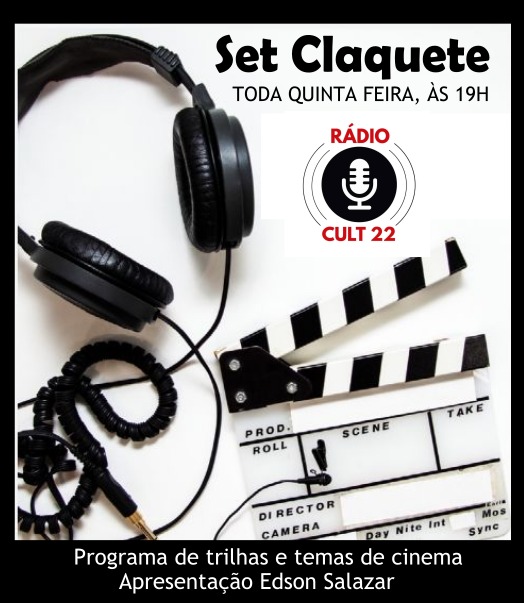 Set Claquete
TODA QUINTA FEIRA, ÀS 19H
RÁDIO
CULT 22
PROD.
ROLL
SCENE
TAKE
DIRECTOR
CAMERA
Day Nite Int
Mos
Sync
Programa de trilhas e temas de cinema
Apresentação Edson Salazar